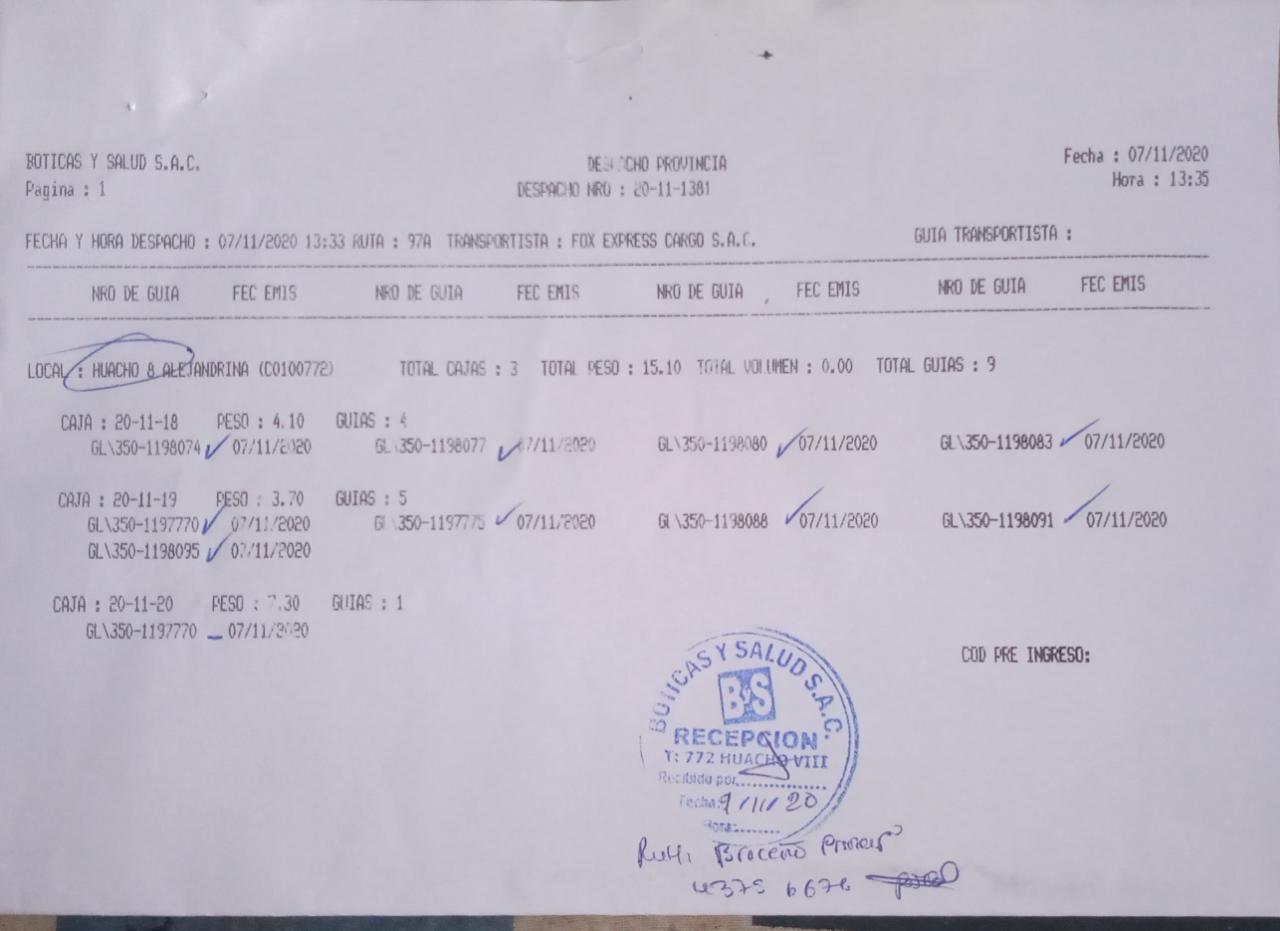 BOTICAS Y SALUD S.A.C.
Pagina : 1
DESPACHO PROVINCIA
DESPACHO NRO : 20-11-1381
Fecha : 07/11/2020
Hora : 13:35
FECHA Y HORA DESPACHO : 07/11/2020 13:33 RUTA : 97A TRANSPORTISTA : FOX EXPRESS CARGO S.A.C. GUIA TRANSPORTISTA :
NRO DE GUIA FEC EMIS NRO DE GUIA FEC EMIS NRO DE GUIA FEC EMIS NRO DE GUIA FEC EMIS
LOCAL : HUACHO 8 ALEJANDRINA (C0100772) TOTAL CAJAS : 3 TOTAL PESO : 15.10 TOTAL VOLUMEN : 0.00 TOTAL GUIAS : 9
CAJA : 20-11-18 PESO : 4.10 GUIAS : 4
GL\350-1198074 07/11/2020 GL\350-1198077 07/11/2020 GL\350-1198080 07/11/2020 GL\350-1198083 07/11/2020
CAJA : 20-11-19 PESO : 3.70 GUIAS : 5
GL\350-1197770 07/11/2020 GL\350-1197775 07/11/2020 GL\350-1198088 07/11/2020 GL\350-1198091 07/11/2020
GL\350-1198095 07/11/2020
CAJA : 20-11-20 PESO : 7.30 GUIAS : 1
GL\350-1197770 07/11/2020
COD PRE INGRESO:
BOTICAS Y SALUD S.A.C.
B&S
RECEPCION
T: 772 HUACHO VIII
Recibido por
Fecha: 9/11/20
Hora:
Ruth
4375 6676